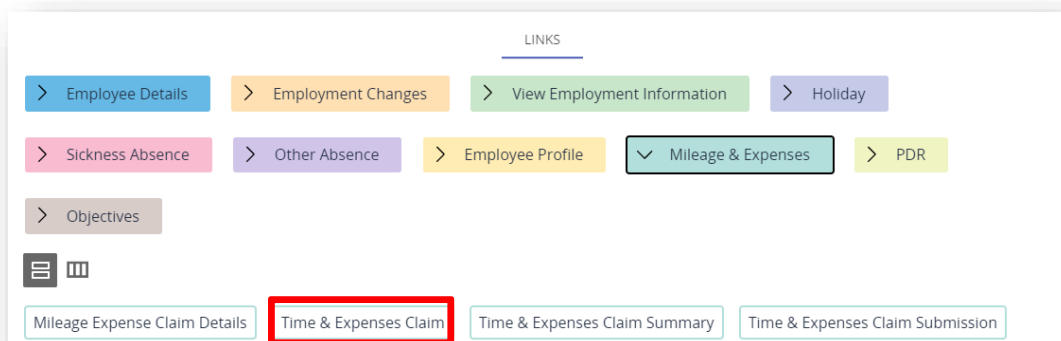 LINKS
Employee Details Employment Changes View Employment Information Holiday
Sickness Absence Other Absence Employee Profile Mileage & Expenses PDR
Objectives
Mileage Expense Claim Details Time & Expenses Claim Time & Expenses Claim Summary Time & Expenses Claim Submission